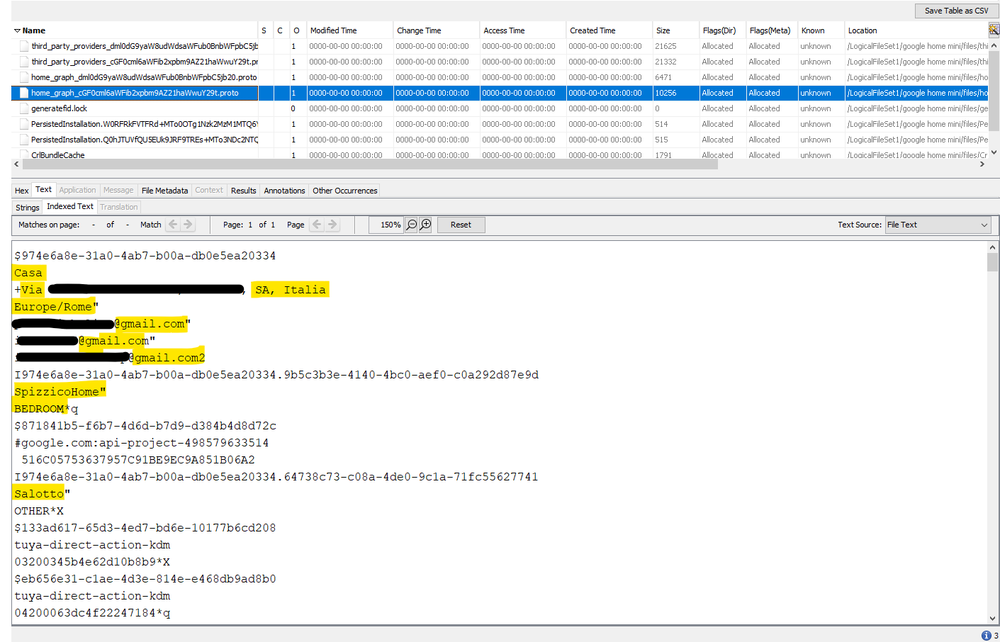 Save Table as CSV
Name S C O Modified Time Change Time Access Time Created Time Size Flags(Dir) Flags(Meta) Known Location
third_party_providers_dml0dG9yaW8udWdsaWFub0BnbWFpbC5jb 1 0000-00-00 00:00:00 0000-00-00 00:00:00 0000-00-00 00:00:00 0000-00-00 00:00:00 21625 Allocated Allocated unknown /LogicalFileSet1/google home mini/files/thi
third_party_providers_cGF0cml6aWFib2xpbm9AZ21haWwuY29t.pr 1 0000-00-00 00:00:00 0000-00-00 00:00:00 0000-00-00 00:00:00 0000-00-00 00:00:00 21332 Allocated Allocated unknown /LogicalFileSet1/google home mini/files/thi
home_graph_dml0dG9yaW8udWdsaWFub0BnbWFpbC5jb20.proto 1 0000-00-00 00:00:00 0000-00-00 00:00:00 0000-00-00 00:00:00 0000-00-00 00:00:00 6471 Allocated Allocated unknown /LogicalFileSet1/google home mini/files/ho
home_graph_cGF0cml6aWFib2xpbm9AZ21haWwuY29t.proto 1 0000-00-00 00:00:00 0000-00-00 00:00:00 0000-00-00 00:00:00 0000-00-00 00:00:00 10256 Allocated Allocated unknown /LogicalFileSet1/google home mini/files/ho
generatefid.lock 0 0000-00-00 00:00:00 0000-00-00 00:00:00 0000-00-00 00:00:00 0000-00-00 00:00:00 0 Allocated Allocated unknown /LogicalFileSet1/google home mini/files/ge
PersistedInstallation.W0RFRkFVTFRd+MTo0OTg1Nzk2MzM1MTQ6Y 1 0000-00-00 00:00:00 0000-00-00 00:00:00 0000-00-00 00:00:00 0000-00-00 00:00:00 514 Allocated Allocated unknown /LogicalFileSet1/google home mini/files/Pe
PersistedInstallation.Q0hJTUVfQU5EUk9JRF9TREs+MTo3NDc2NTQ 1 0000-00-00 00:00:00 0000-00-00 00:00:00 0000-00-00 00:00:00 0000-00-00 00:00:00 515 Allocated Allocated unknown /LogicalFileSet1/google home mini/files/Pe
CrlBundleCache 1 0000-00-00 00:00:00 0000-00-00 00:00:00 0000-00-00 00:00:00 0000-00-00 00:00:00 1791 Allocated Allocated unknown /LogicalFileSet1/google home mini/files/Cr
Hex Text Application Message File Metadata Context Results Annotations Other Occurrences
Strings Indexed Text Translation
Matches on page: - of - Match Page: 1 of 1 Page 150% Reset Text Source: File Text
$974e6a8e-31a0-4ab7-b00a-db0e5ea20334
Casa
+Via , SA, Italia
Europe/Rome"
@gmail.com"
@gmail.com"
@gmail.com2
I974e6a8e-31a0-4ab7-b00a-db0e5ea20334.9b5c3b3e-4140-4bc0-aef0-c0a292d87e9d
SpizzicoHome"
BEDROOM*q
$871841b5-f6b7-4d6d-b7d9-d384b4d8d72c
#google.com:api-project-498579633514
516C05753637957C91BE9EC9A851B06A2
I974e6a8e-31a0-4ab7-b00a-db0e5ea20334.64738c73-c08a-4de0-9c1a-71fc55627741
Salotto"
OTHER*X
$133ad617-65d3-4ed7-bd6e-10177b6cd208
tuya-direct-action-kdm
03200345b4e62d10b8b9*X
$eb656e31-c1ae-4d3e-814e-e468db9ad8b0
tuya-direct-action-kdm
04200063dc4f22247184*q
3